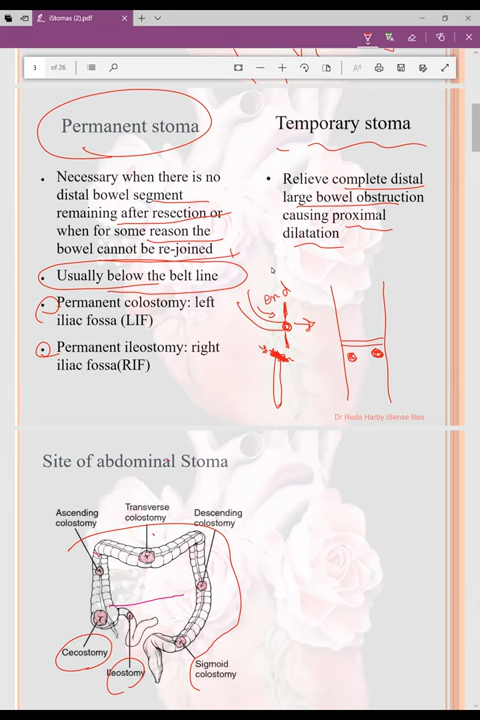 iStomas (2).pdf
3 of 26
Permanent stoma
Necessary when there is no
distal bowel segment
remaining after resection or
when for some reason the
bowel cannot be re-joined
Usually below the belt line
Permanent colostomy: left
iliac fossa (LIF)
Permanent ileostomy: right
iliac fossa(RIF)
Temporary stoma
Relieve complete distal
large bowel obstruction
causing proximal
dilatation
end
Dr Reda Harby iSense files
Site of abdominal Stoma
Ascending
colostomy
Transverse
colostomy
Descending
colostomy
Cecostomy
Ileostomy
Sigmoid
colostomy